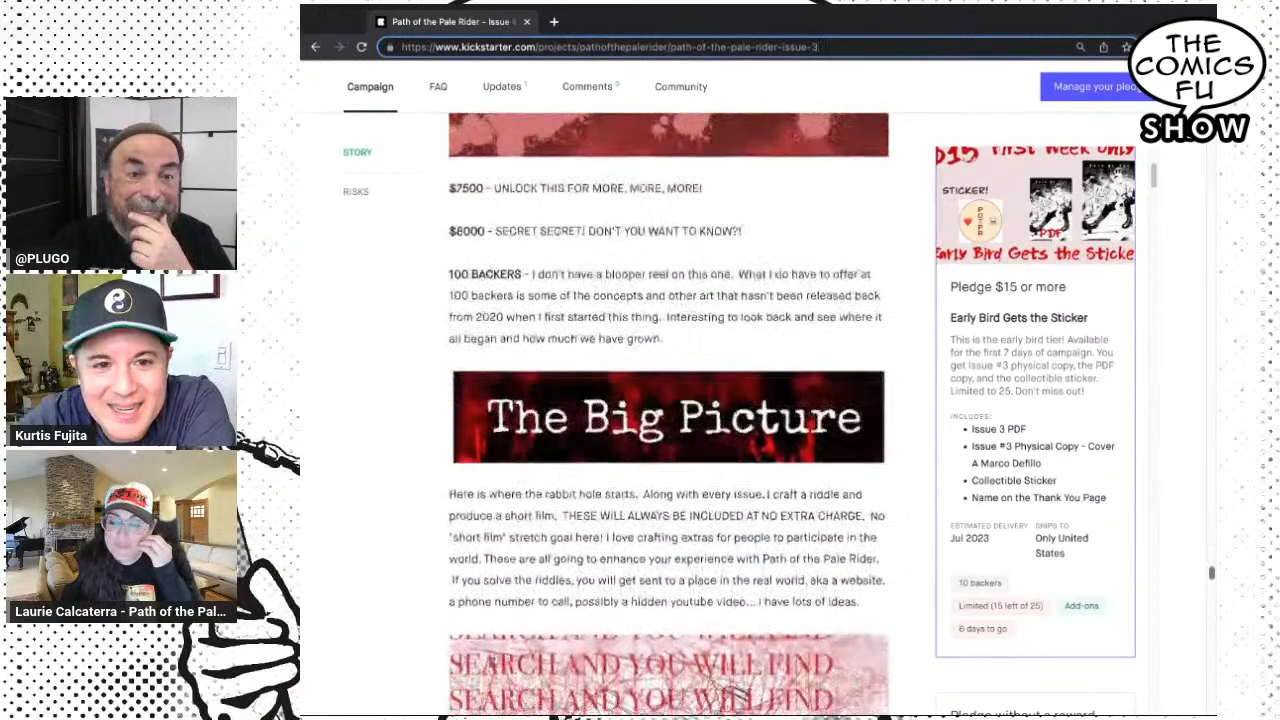 Path of the Pale Rider - Issue
https://www.kickstarter.com/projects/pathofthepalerider/path-of-the-pale-rider-issue-3
THE
COMICS
FU
SHOW
Campaign
FAQ
Updates 1
Comments 0
Community
Manage your pledg
STORY
RISKS
@PLUGO
Kurtis Fujita
Laurie Calcaterra - Path of the Pal...
$7500 - UNLOCK THIS FOR MORE, MORE, MORE!
$8000 - SECRET SECRET! DON'T YOU WANT TO KNOW?!
100 BACKERS - I don't have a blooper reel on this one. What I do have to offer at
100 backers is some of the concepts and other art that hasn't been released back
from 2020 when I first started this thing. Interesting to look back and see where it
all began and how much we have grown.
The Big Picture
Here is where the rabbit hole starts. Along with every issue, I craft a riddle and
produce a short film. THESE WILL ALWAYS BE INCLUDED AT NO EXTRA CHARGE. No
"short film" stretch goal here! I love crafting extras for people to participate in the
world. These are all going to enhance your experience with Path of the Pale Rider.
If you solve the riddles, you will get sent to a place in the real world, aka a website,
a phone number to call, possibly a hidden youtube video... I have lots of ideas.
SEARCH AND YOU WILL FIND
SEARCH AND YOU WILL FIND
SEARCH AND YOU WILL FIND
$15 First Week Only
STICKER!
POTPR
PDF
Early Bird Gets the Sticke
Pledge $15 or more
Early Bird Gets the Sticker
This is the early bird tier! Available
for the first 7 days of campaign. You
get Issue #3 physical copy, the PDF
copy, and the collectible sticker.
Limited to 25. Don't miss out!
INCLUDES:
• Issue 3 PDF
• Issue #3 Physical Copy - Cover
A Marco Defillo
• Collectible Sticker
• Name on the Thank You Page
ESTIMATED DELIVERY
Jul 2023
SHIPS TO
Only United
States
10 backers
Limited (15 left of 25)
Add-ons
6 days to go
Pledge without a reward